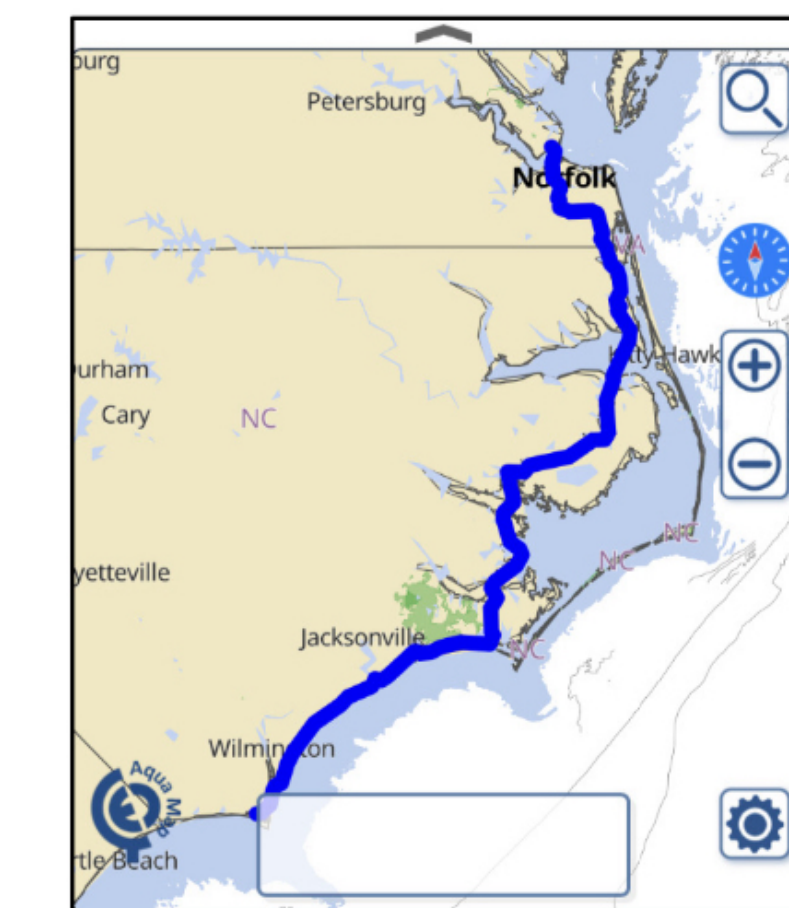 burg
Petersburg
Norfolk
VA
Kitty Hawk
urham
Cary
NC
NC
NC
yetteville
Jacksonville
NC
Wilmington
Aqua Map
rtle Beach